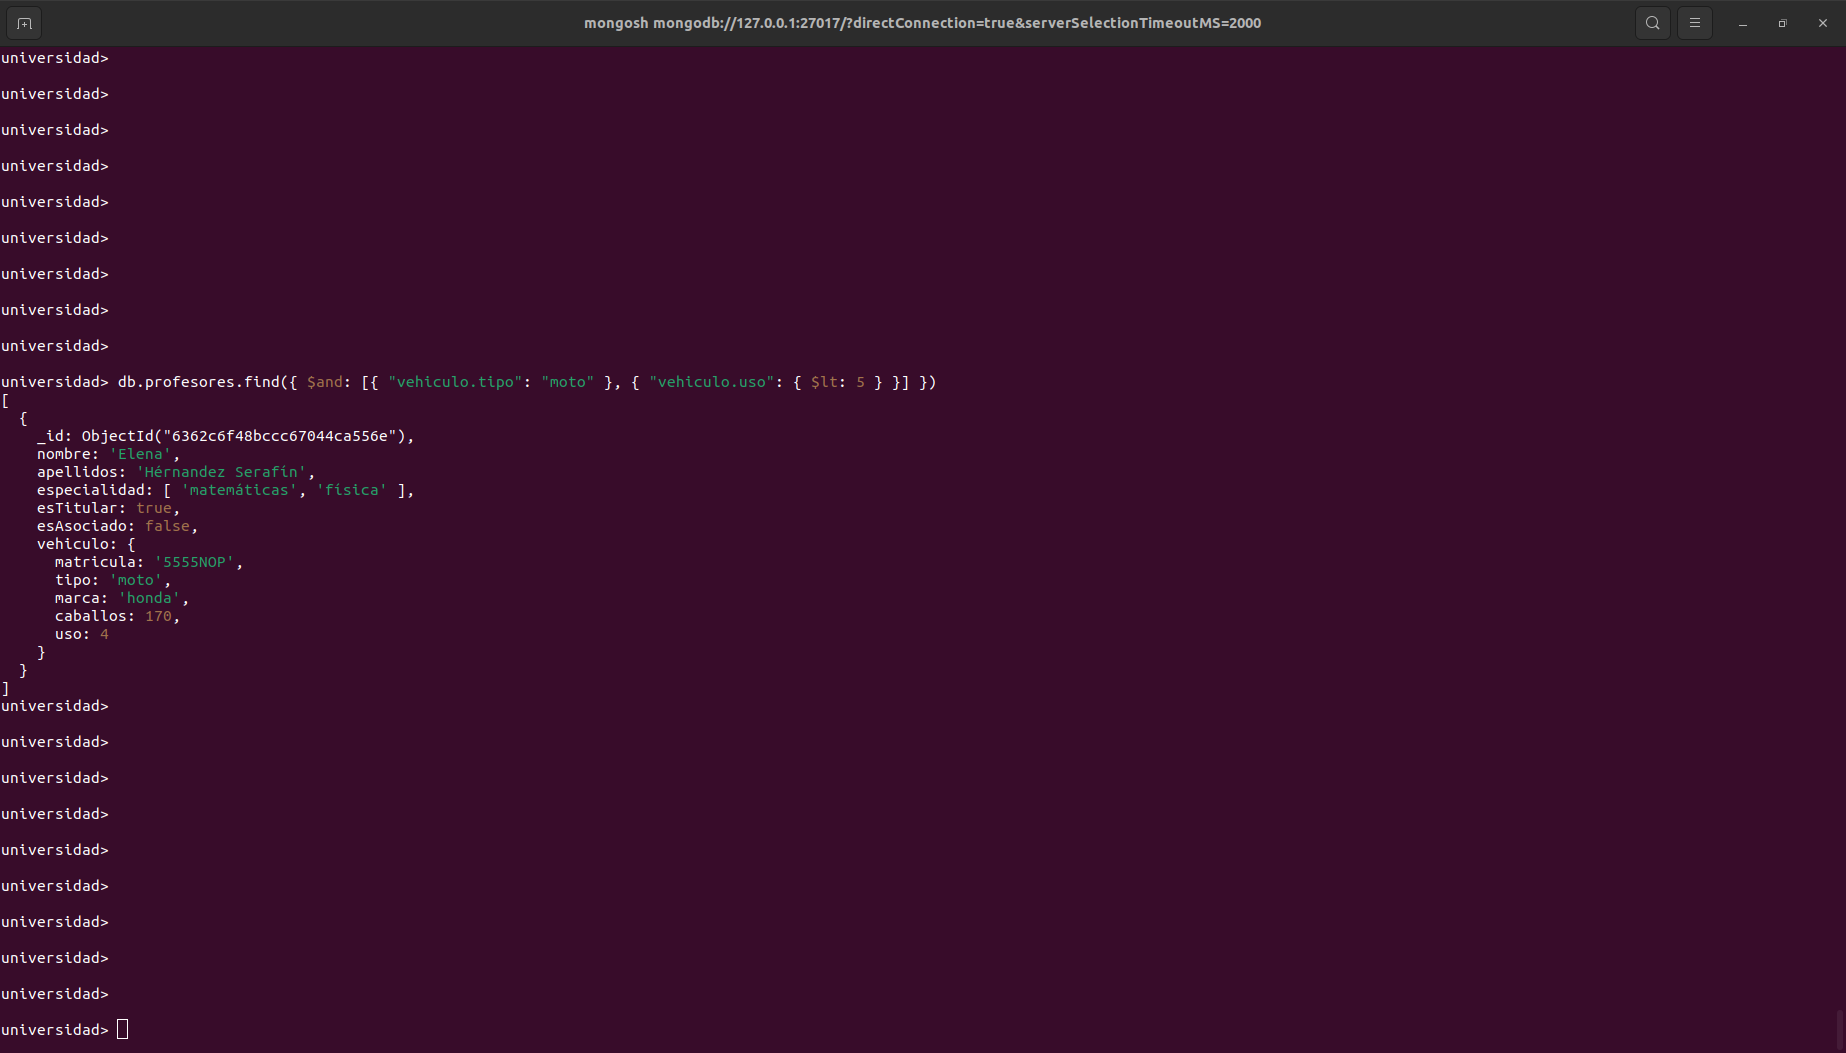 mongosh mongodb://127.0.0.1:27017/?directConnection=true&serverSelectionTimeoutMS=2000
universidad>
universidad>
universidad>
universidad>
universidad>
universidad>
universidad>
universidad>
universidad>
universidad> db.profesores.find({ $and: [{ "vehiculo.tipo": "moto" }, { "vehiculo.uso": { $lt: 5 } }] })
[
  {
    _id: ObjectId("6362c6f48bccc67044ca556e"),
    nombre: 'Elena',
    apellidos: 'Hérnandez Serafín',
    especialidad: [ 'matemáticas', 'física' ],
    esTitular: true,
    esAsociado: false,
    vehiculo: {
      matricula: '5555NOP',
      tipo: 'moto',
      marca: 'honda',
      caballos: 170,
      uso: 4
    }
  }
]
universidad>
universidad>
universidad>
universidad>
universidad>
universidad>
universidad>
universidad>
universidad>
universidad>